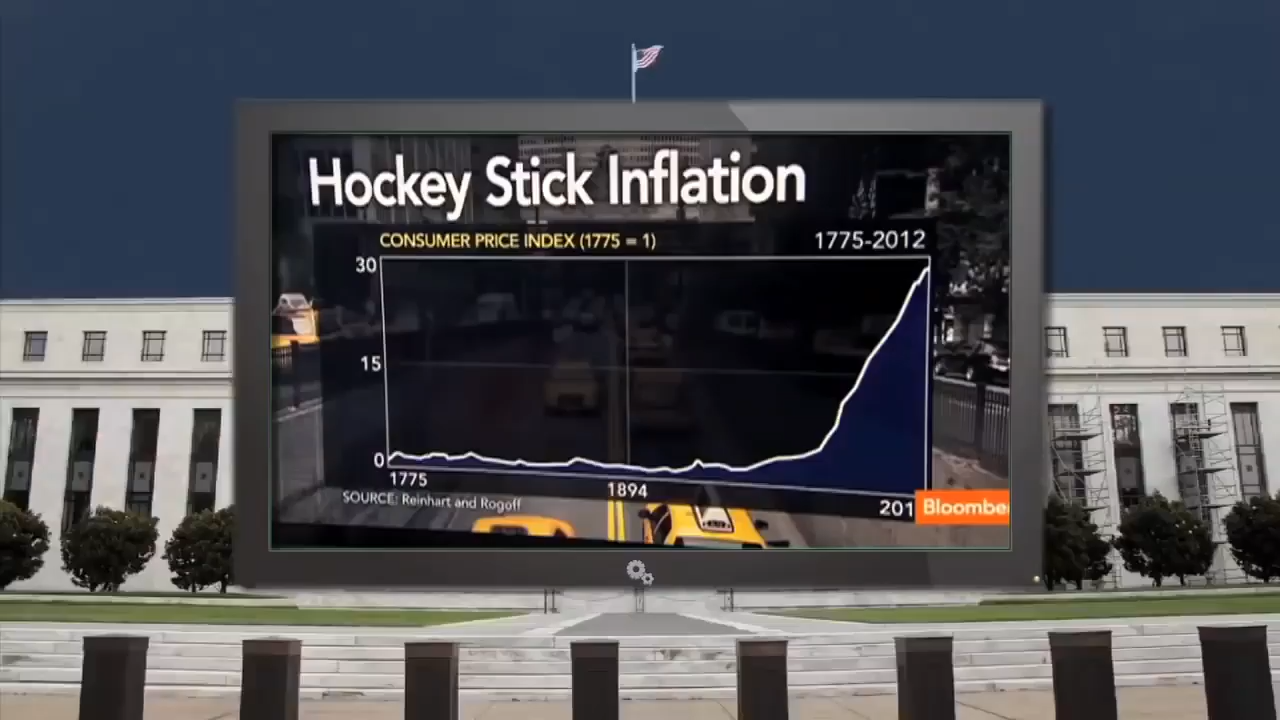 Hockey Stick Inflation
CONSUMER PRICE INDEX (1775 = 1)
1775-2012
30
15
0
1775
1894
201
SOURCE: Reinhart and Rogoff
Bloombe